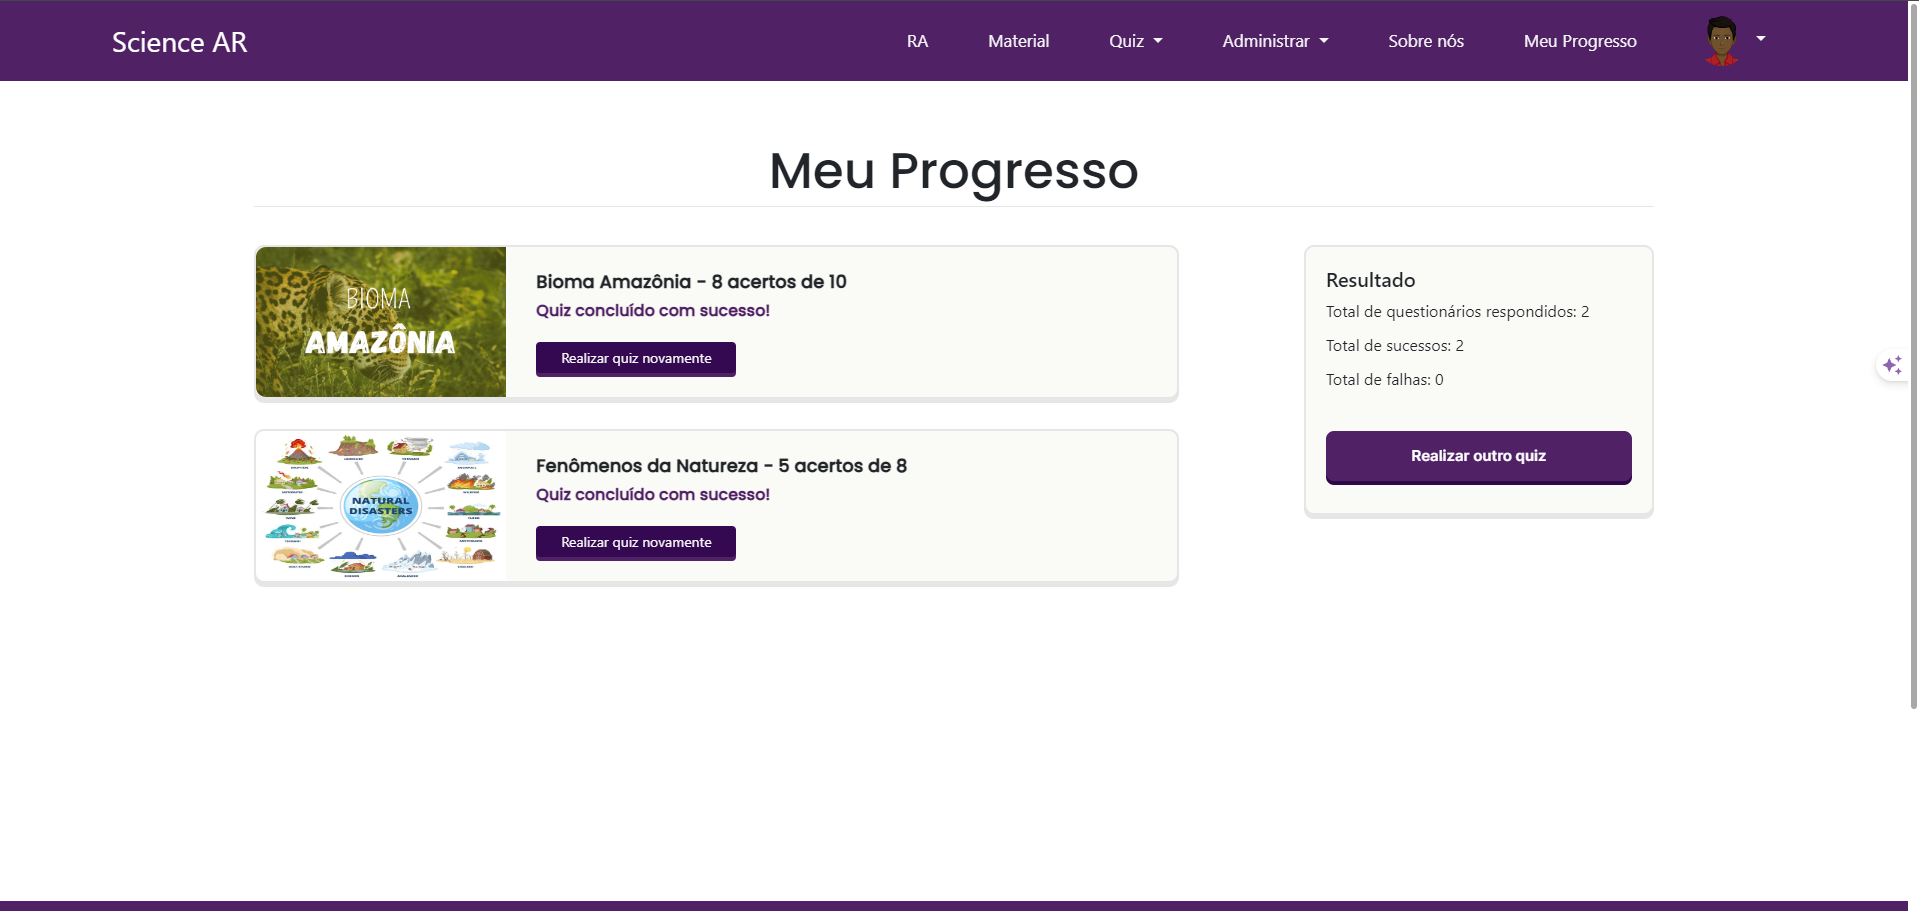 Science AR
RA
Material
Quiz
Administrar
Sobre nós
Meu Progresso
Meu Progresso
BIOMA
AMAZÔNIA
Bioma Amazônia - 8 acertos de 10
Quiz concluído com sucesso!
Realizar quiz novamente
NATURAL
DISASTERS
Fenômenos da Natureza - 5 acertos de 8
Quiz concluído com sucesso!
Realizar quiz novamente
Resultado
Total de questionários respondidos: 2
Total de sucessos: 2
Total de falhas: 0
Realizar outro quiz